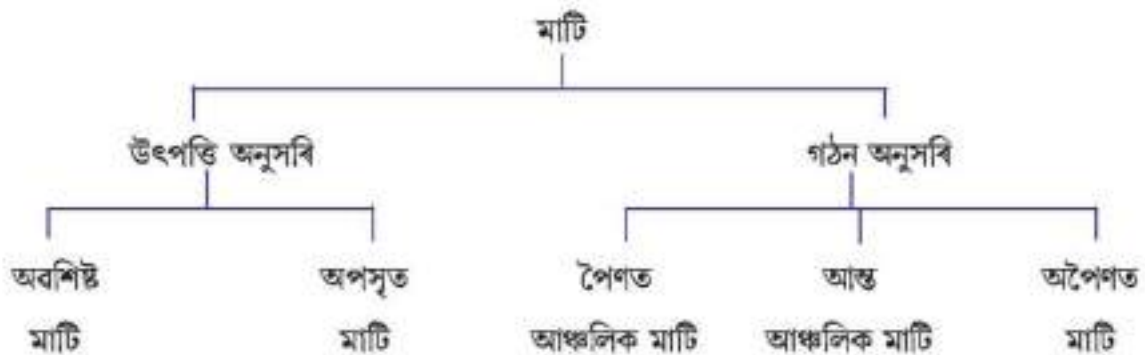 মাটি
উৎপত্তি অনুসৰি
গঠন অনুসৰি
অৱশিষ্ট
মাটি
অপসৃত
মাটি
পৈণত
আঞ্চলিক মাটি
আন্ত
আঞ্চলিক মাটি
অপৈণত
মাটি